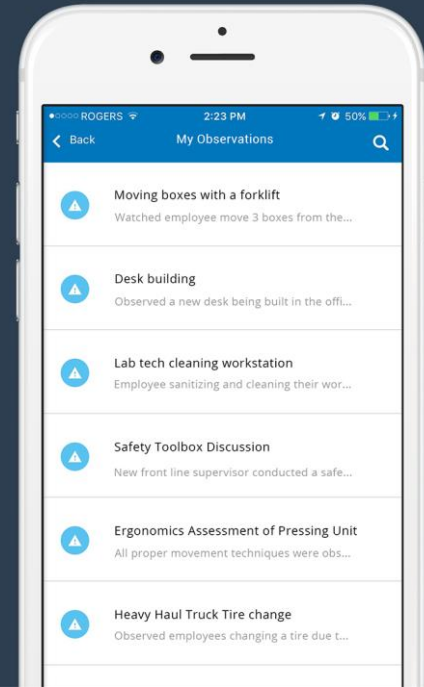 ROGERS 2:23 PM 50%
Back My Observations
Moving boxes with a forklift
Watched employee move 3 boxes from the...
Desk building
Observed a new desk being built in the offi...
Lab tech cleaning workstation
Employee sanitizing and cleaning their wor...
Safety Toolbox Discussion
New front line supervisor conducted a safe...
Ergonomics Assessment of Pressing Unit
All proper movement techniques were obs...
Heavy Haul Truck Tire change
Observed employees changing a tire due t...